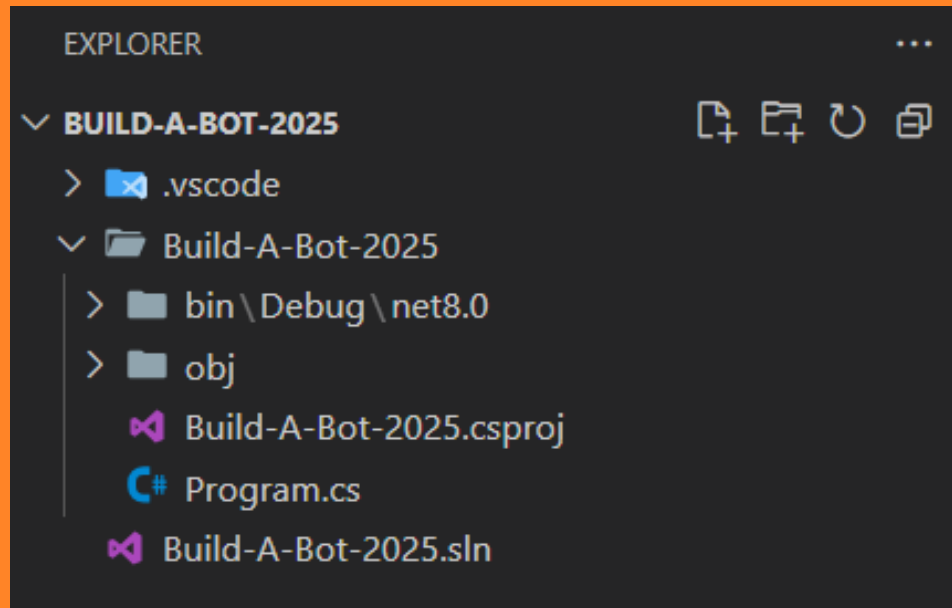 EXPLORER
BUILD-A-BOT-2025
.vscode
Build-A-Bot-2025
bin\Debug\net8.0
obj
Build-A-Bot-2025.csproj
C# Program.cs
Build-A-Bot-2025.sln